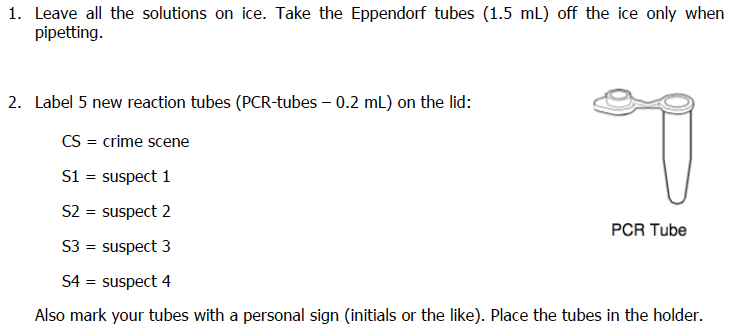 1. Leave all the solutions on ice. Take the Eppendorf tubes (1.5 mL) off the ice only when
pipetting.
2. Label 5 new reaction tubes (PCR-tubes – 0.2 mL) on the lid:
CS = crime scene
S1 = suspect 1
S2 = suspect 2
S3 = suspect 3
S4 = suspect 4
PCR Tube
Also mark your tubes with a personal sign (initials or the like). Place the tubes in the holder.